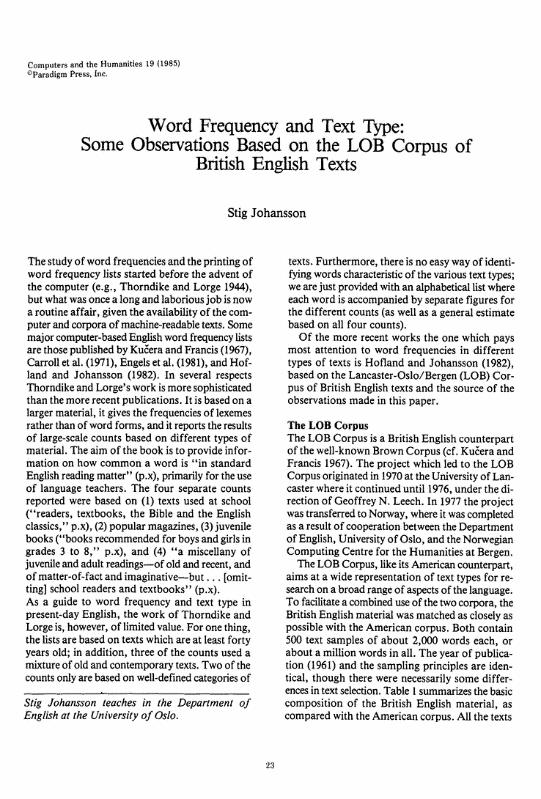 Computers and the Humanities 19 (1985)
©Paradigm Press, Inc.
Word Frequency and Text Type:
Some Observations Based on the LOB Corpus of
British English Texts
Stig Johansson
The study of word frequencies and the printing of
word frequency lists started before the advent of
the computer (e.g., Thorndike and Lorge 1944),
but what was once a long and laborious job is now
a routine affair, given the availability of the com-
puter and corpora of machine-readable texts. Some
major computer-based English word frequency lists
are those published by Kučera and Francis (1967),
Carroll et al. (1971), Engels et al. (1981), and Hof-
land and Johansson (1982). In several respects
Thorndike and Lorge's work is more sophisticated
than the more recent publications. It is based on a
larger material, it gives the frequencies of lexemes
rather than of word forms, and it reports the results
of large-scale counts based on different types of
material. The aim of the book is to provide infor-
mation on how common a word is "in standard
English reading matter" (p.x), primarily for the use
of language teachers. The four separate counts
reported were based on (1) texts used at school
("readers, textbooks, the Bible and the English
classics," p.x), (2) popular magazines, (3) juvenile
books ("books recommended for boys and girls in
grades 3 to 8," p.x), and (4) "a miscellany of
juvenile and adult readings—of old and recent, and
of matter-of-fact and imaginative—but . . . [omit-
ting] school readers and textbooks" (p.x).
As a guide to word frequency and text type in
present-day English, the work of Thorndike and
Lorge is, however, of limited value. For one thing,
the lists are based on texts which are at least forty
years old; in addition, three of the counts used a
mixture of old and contemporary texts. Two of the
counts only are based on well-defined categories of
Stig Johansson teaches in the Department of
English at the University of Oslo.
texts. Furthermore, there is no easy way of identi-
fying words characteristic of the various text types;
we are just provided with an alphabetical list where
each word is accompanied by separate figures for
the different counts (as well as a general estimate
based on all four counts).
Of the more recent works the one which pays
most attention to word frequencies in different
types of texts is Hofland and Johansson (1982),
based on the Lancaster-Oslo/Bergen (LOB) Cor-
pus of British English texts and the source of the
observations made in this paper.
The LOB Corpus
The LOB Corpus is a British English counterpart
of the well-known Brown Corpus (cf. Kučera and
Francis 1967). The project which led to the LOB
Corpus originated in 1970 at the University of Lan-
caster where it continued until 1976, under the di-
rection of Geoffrey N. Leech. In 1977 the project
was transferred to Norway, where it was completed
as a result of cooperation between the Department
of English, University of Oslo, and the Norwegian
Computing Centre for the Humanities at Bergen.
The LOB Corpus, like its American counterpart,
aims at a wide representation of text types for re-
search on a broad range of aspects of the language.
To facilitate a combined use of the two corpora, the
British English material was matched as closely as
possible with the American corpus. Both contain
500 text samples of about 2,000 words each, or
about a million words in all. The year of publica-
tion (1961) and the sampling principles are iden-
tical, though there were necessarily some differ-
ences in text selection. Table 1 summarizes the basic
composition of the British English material, as
compared with the American corpus. All the texts
23